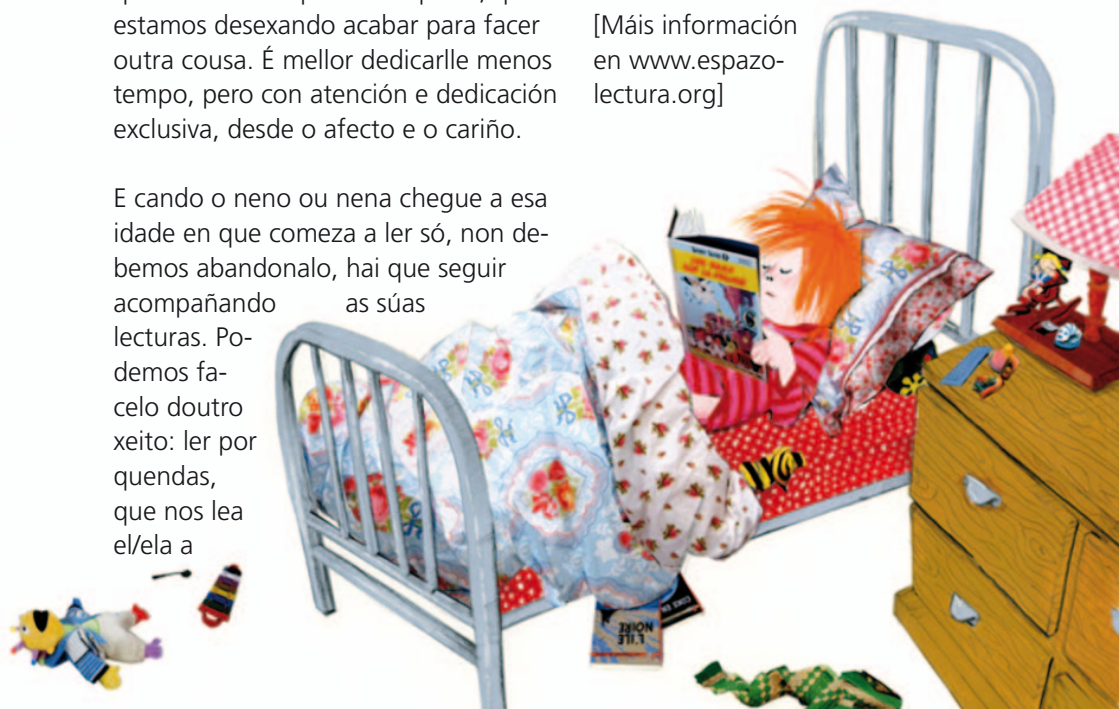 estamos desexando acabar para facer
outra cousa. É mellor dedicarlle menos
tempo, pero con atención e dedicación
exclusiva, desde o afecto e o cariño.
E cando o neno ou nena chegue a esa
idade en que comeza a ler só, non de-
bemos abandonalo, hai que seguir
acompañando as súas
lecturas. Po-
demos fa-
celo doutro
xeito: ler por
quendas,
que nos lea
el/ela a
[Máis información
en www.espazo-
lectura.org]
L'ILE
NOIRE